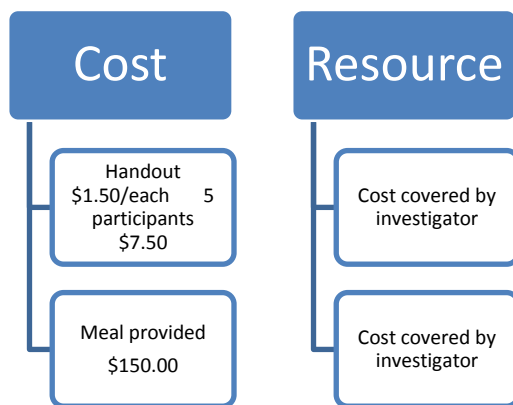 Cost
Handout
$1.50/each 5
participants
$7.50
Meal provided
$150.00
Resource
Cost covered by
investigator
Cost covered by
investigator